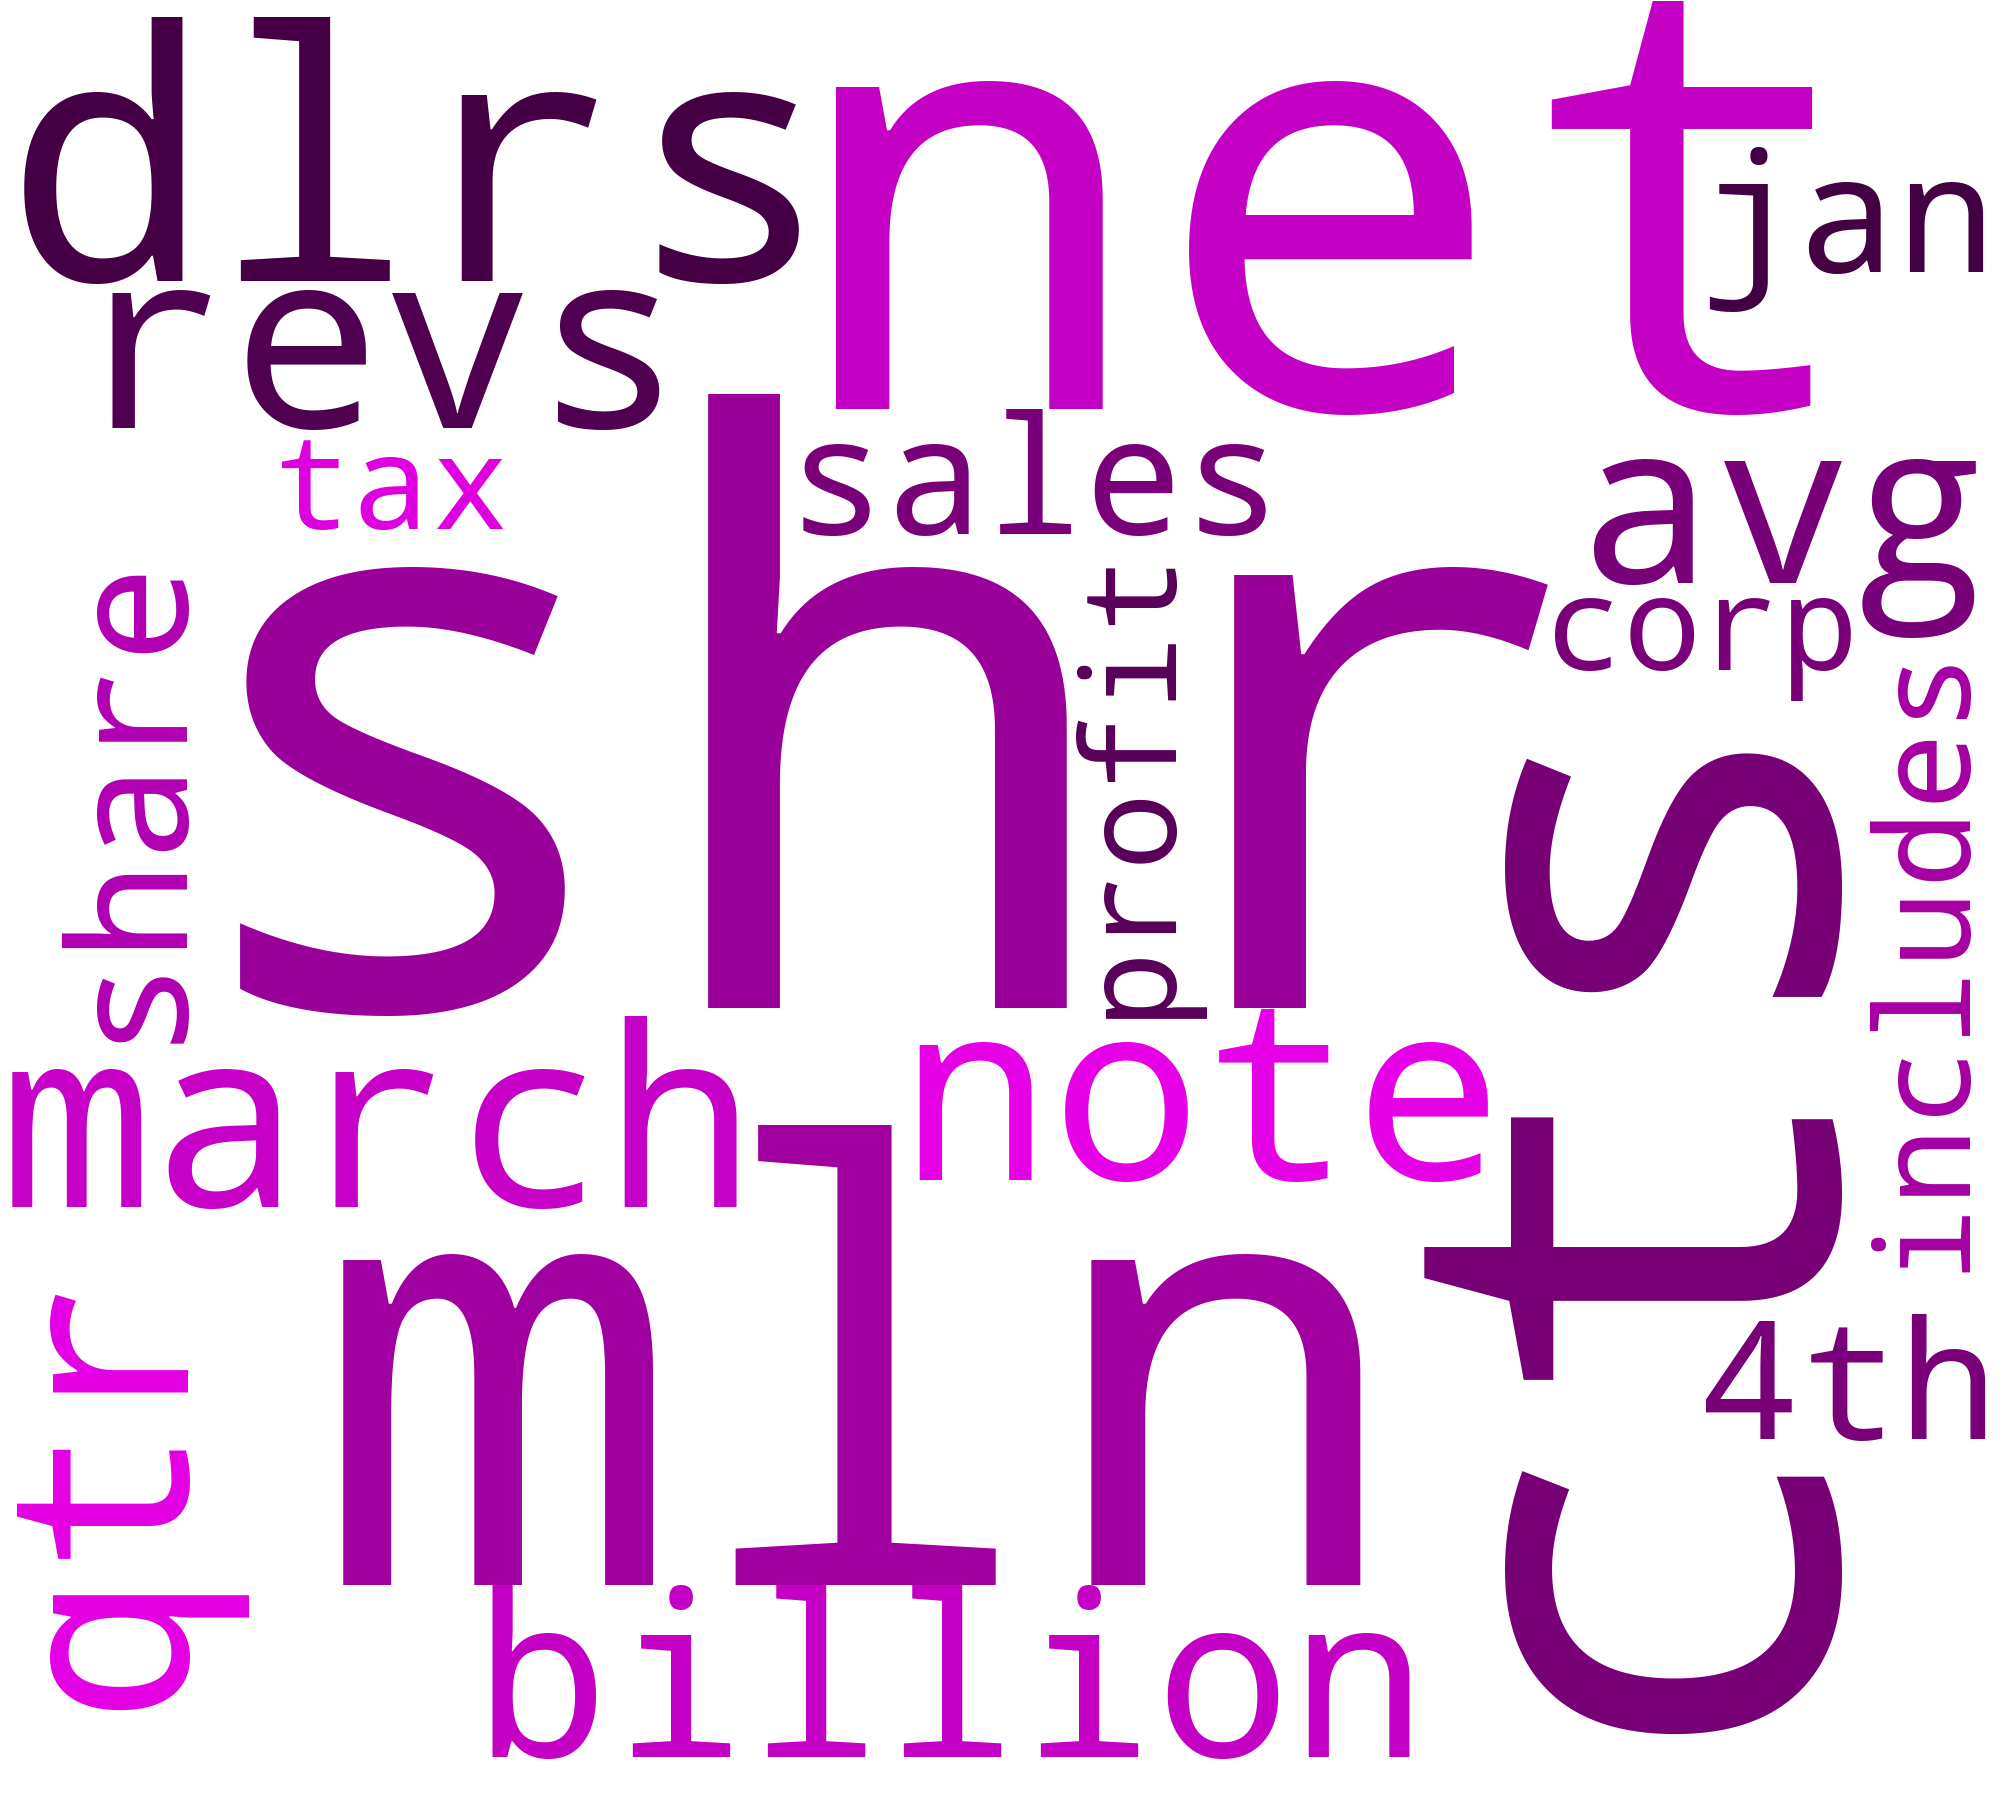 dlrs
net
jan
revs
tax
sales
avg
shr
corp
share
profit
includes
cts
march
note
mln
qtr
4th
billion